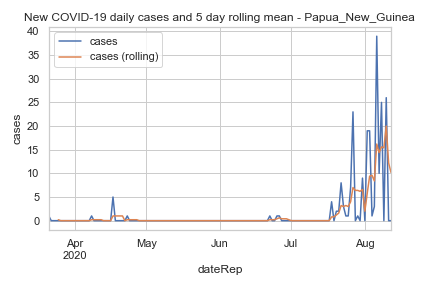 New COVID-19 daily cases and 5 day rolling mean - Papua_New_Guinea
cases
cases (rolling)
40
35
30
25
20
15
10
5
0
cases
Apr
2020
May
Jun
Jul
Aug
dateRep